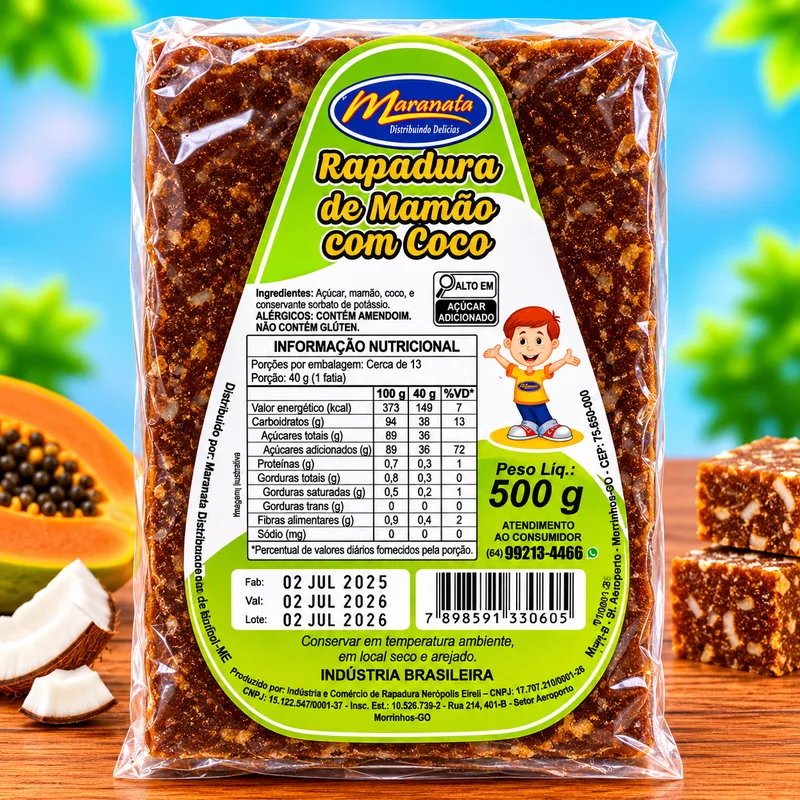 Maranata
Distribuindo Delícias
Rapadura
de Mamão
com Coco
Ingredientes: Açúcar, mamão, coco, e
conservante sorbato de potássio.
ALÉRGICOS: CONTÉM AMENDOIM.
NÃO CONTÉM GLÚTEN.
ALTO EM
AÇÚCAR
ADICIONADO
INFORMAÇÃO NUTRICIONAL
Porções por embalagem: Cerca de 13
Porção: 40 g (1 fatia)
100 g 40 g %VD*
Valor energético (kcal) 373 149 7
Carboidratos (g) 94 38 13
Açúcares totais (g) 89 36
Açúcares adicionados (g) 89 36 72
Proteínas (g) 0,7 0,3 1
Gorduras totais (g) 0,8 0,3 0
Gorduras saturadas (g) 0,5 0,2 1
Gorduras trans (g) 0 0 0
Fibras alimentares (g) 0,9 0,4 2
Sódio (mg) 0 0 0
*Percentual de valores diários fornecidos pela porção.
Imagem ilustrativa
Maranata
Peso Líq.:
500 g
ATENDIMENTO
AO CONSUMIDOR
(64) 99213-4466
Fab: 02 JUL 2025
Val: 02 JUL 2026
Lote: 02 JUL 2026
7 898591 330605
Conservar em temperatura ambiente,
em local seco e arejado.
INDÚSTRIA BRASILEIRA
Produzido por: Indústria e Comércio de Rapadura Nerópolis Eireli – CNPJ: 17.707.210/0001-26
CNPJ: 15.122.547/0001-37 - Insc. Est.: 10.526.739-2 - Rua 214, 401-B - Setor Aeroporto
Morrinhos-GO
Distribuido por: Maranata
St. Aeroporto - Morrinhos-GO - CEP: 75.650-000